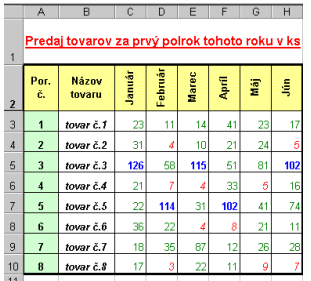 A B C D E F G H
1 Predaj tovarov za prvý polrok tohoto roku v ks
2 Por. č. Názov tovaru Január Február Marec Apríl Máj Jún
3 1 tovar č.1 23 11 14 41 23 17
4 2 tovar č.2 31 4 10 21 24 5
5 3 tovar č.3 126 58 115 51 81 102
6 4 tovar č.4 21 7 4 33 5 16
7 5 tovar č.5 22 114 31 102 41 74
8 6 tovar č.6 36 22 4 8 21 11
9 7 tovar č.7 18 35 87 12 26 28
10 8 tovar č.8 17 3 22 11 9 7